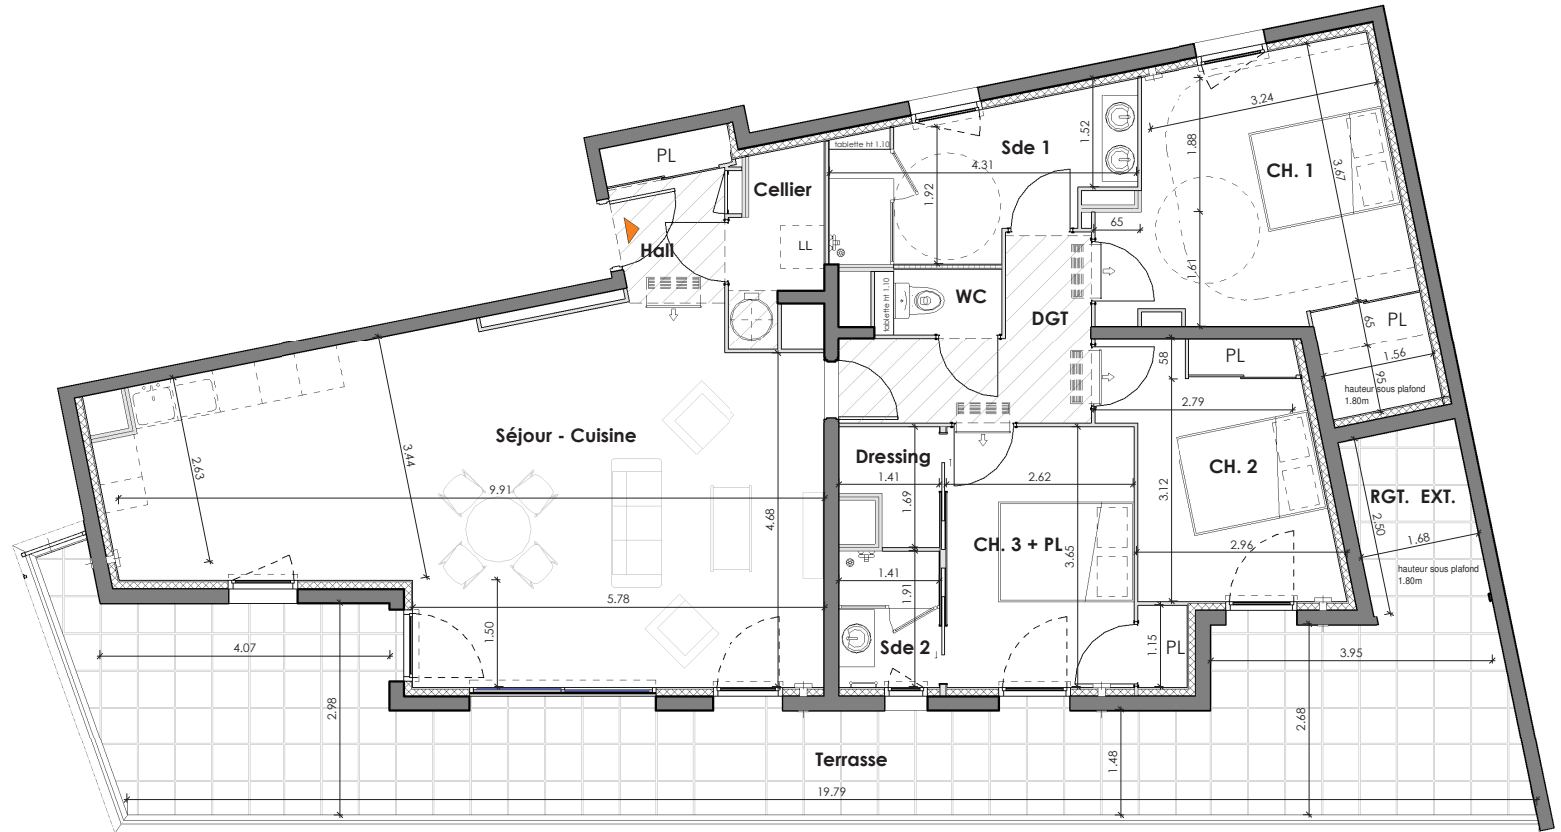 PL
Cellier
LL
Hall
tablette ht 1.10
Sde 1
4.31
1.92
1.52
65
1.88
1.61
3.24
3.67
CH. 1
PL
65
1.56
95
hauteur sous plafond
1.80m
WC
tablette ht 1.10
DGT
58
PL
2.79
CH. 2
3.12
2.96
RGT. EXT.
2.50
1.68
hauteur sous plafond
1.80m
Séjour - Cuisine
2.63
3.44
9.91
4.68
5.78
1.50
Dressing
1.41
1.69
2.62
CH. 3 + PL
3.65
1.41
1.91
Sde 2
1.15
PL
4.07
2.98
3.95
2.68
1.48
Terrasse
19.79